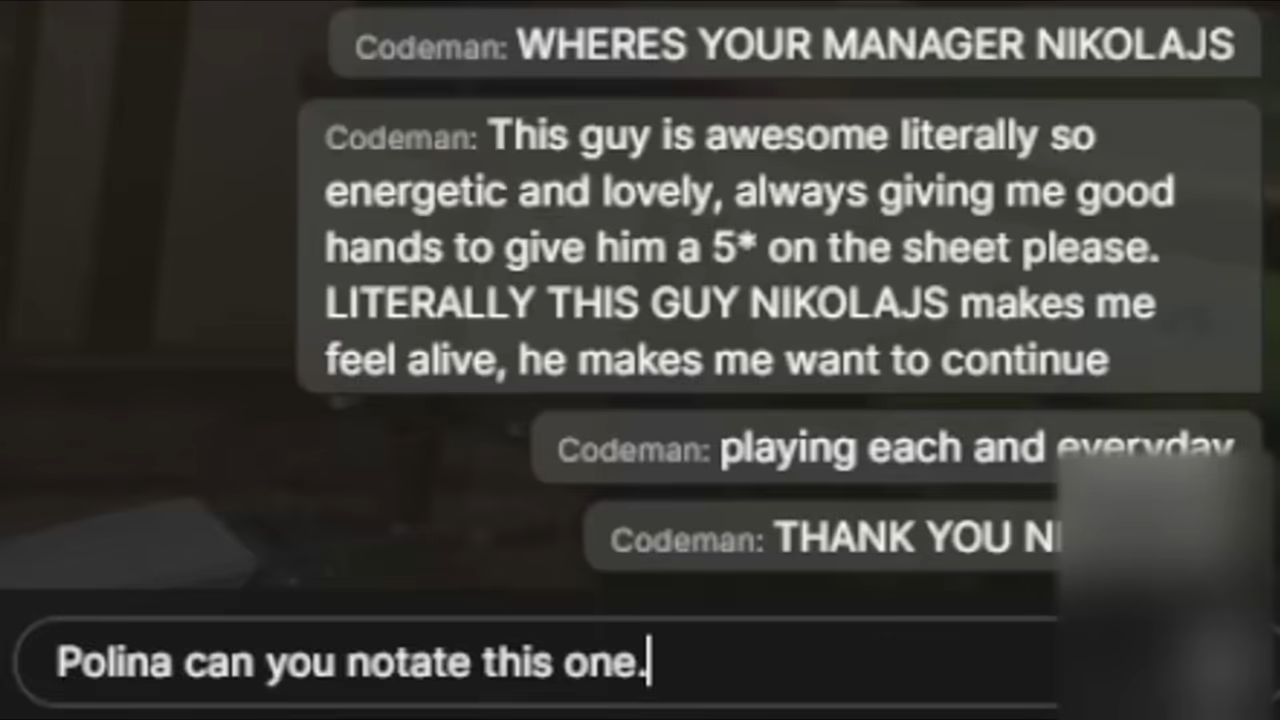 Codeman: WHERES YOUR MANAGER NIKOLAJS
Codeman: This guy is awesome literally so
energetic and lovely, always giving me good
hands to give him a 5* on the sheet please.
LITERALLY THIS GUY NIKOLAJS makes me
feel alive, he makes me want to continue
Codeman: playing each and everyday
Codeman: THANK YOU
Polina can you notate this one.